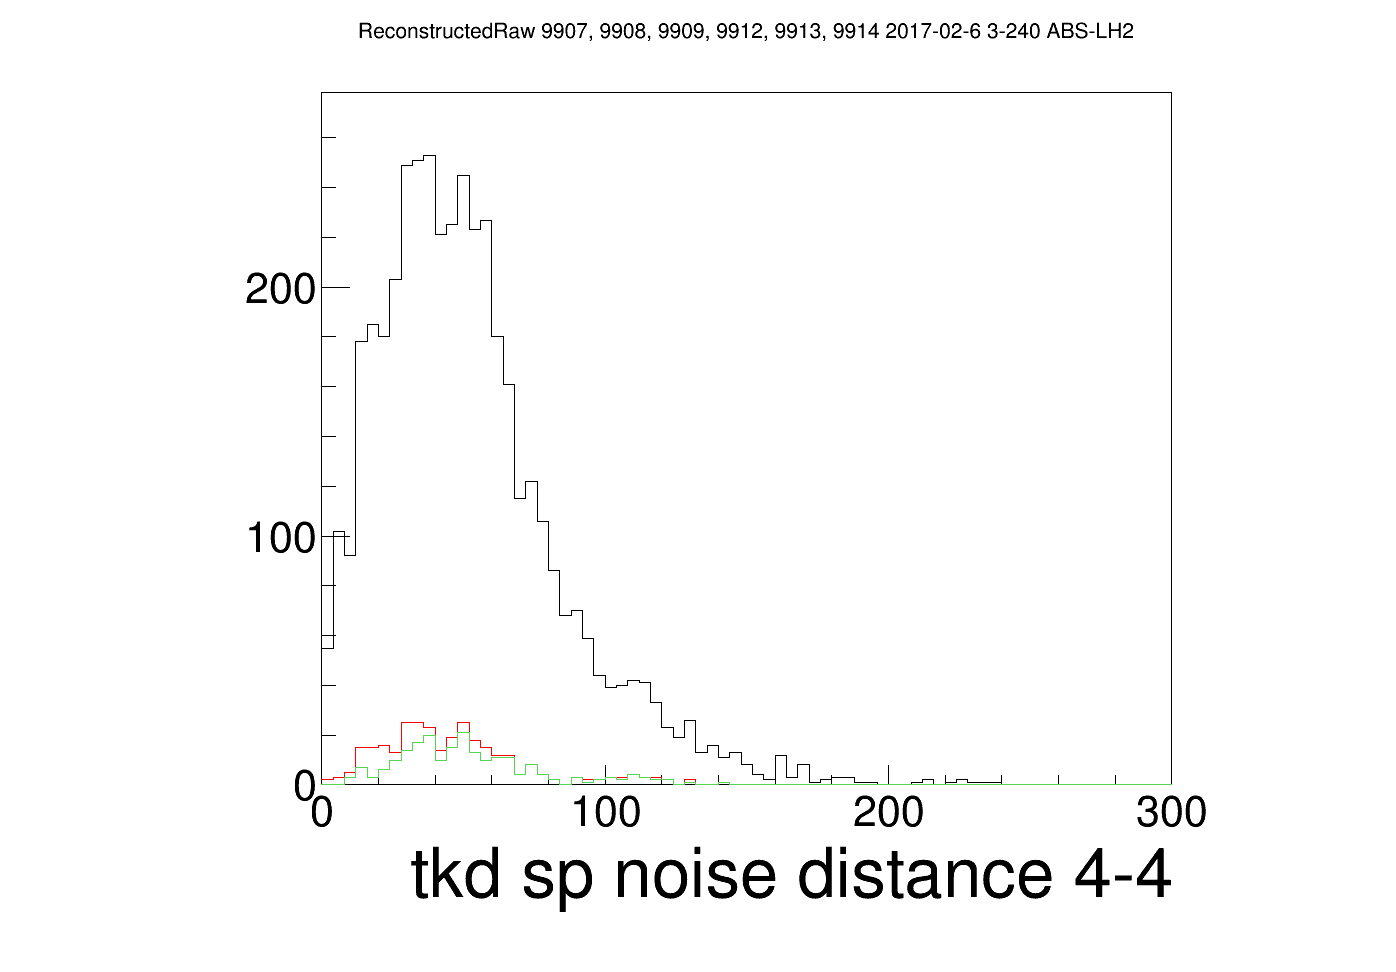 ReconstructedRaw 9907, 9908, 9909, 9912, 9913, 9914 2017-02-6 3-240 ABS-LH2
200
100
0
0 100 200 300
tkd sp noise distance 4-4